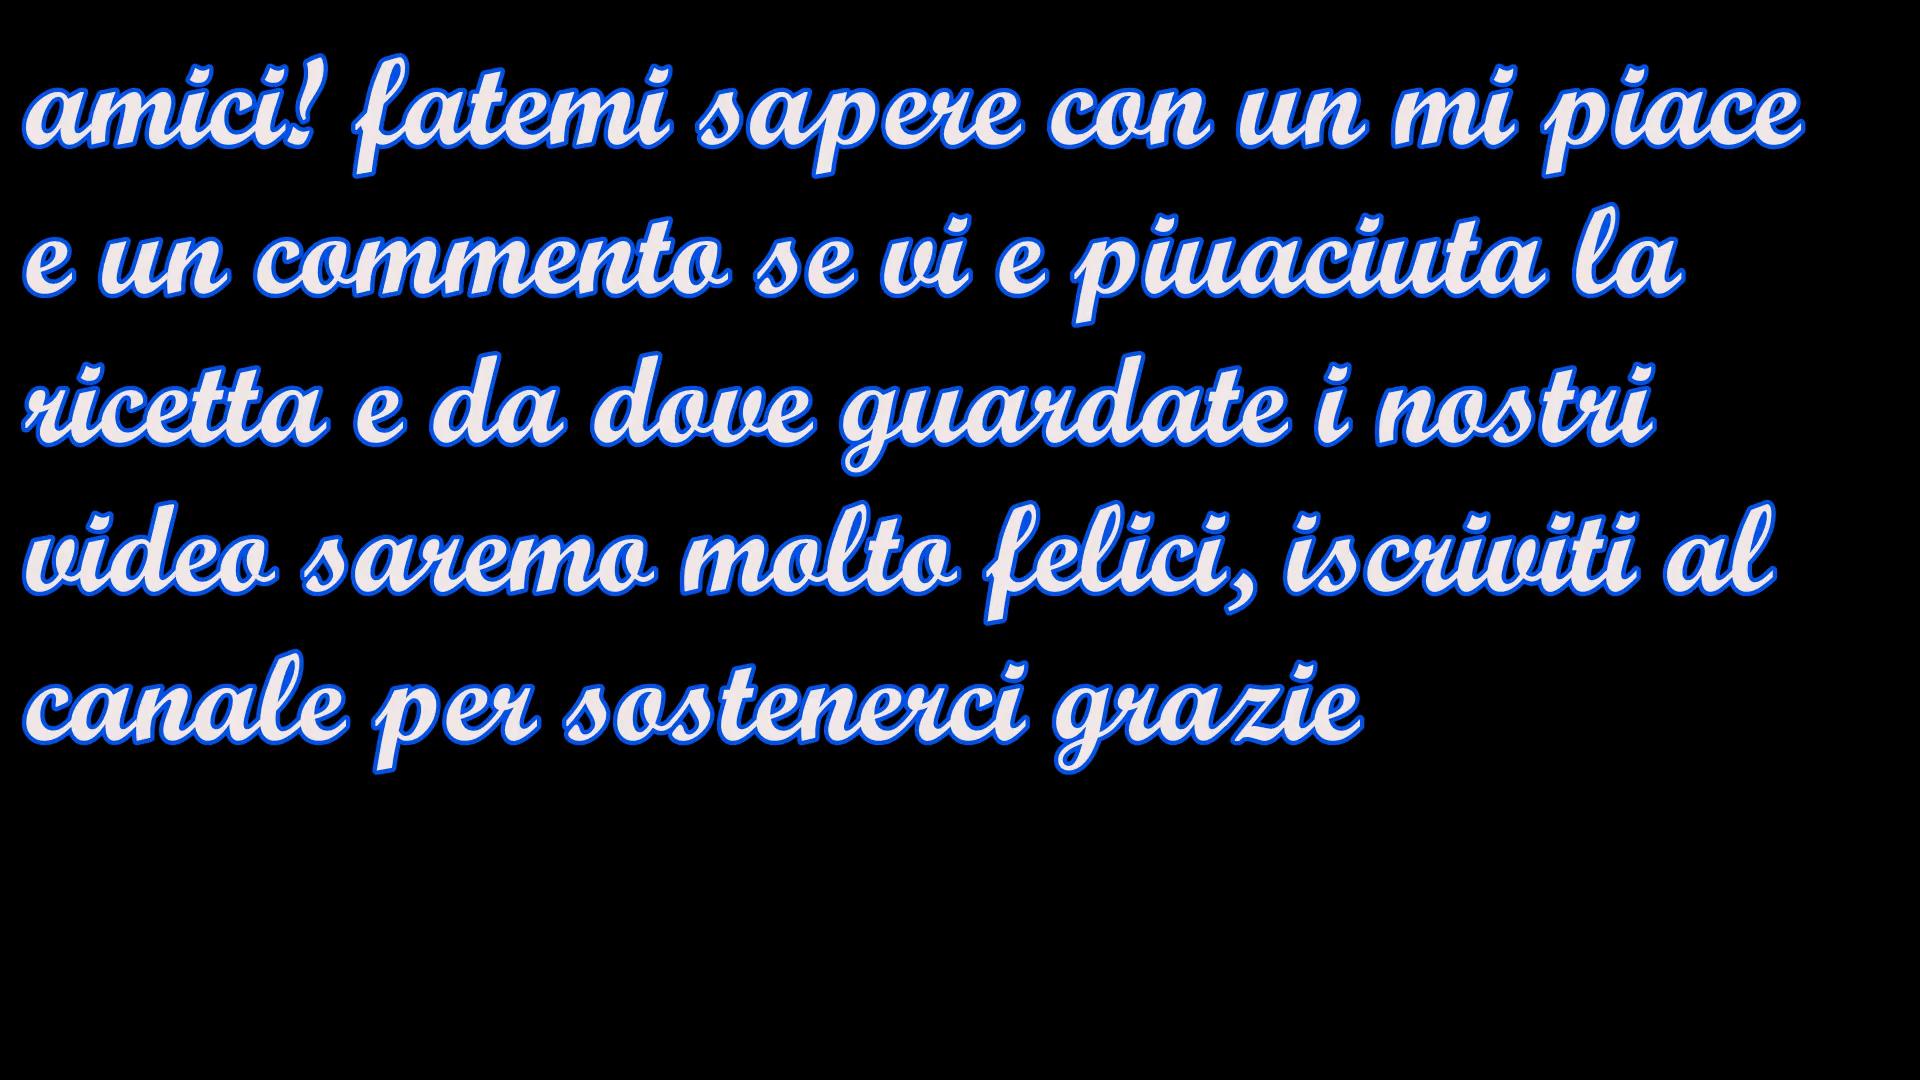 amici! fatemi sapere con un mi piace
e un commento se vi e piuaciuta la
ricetta e da dove guardate i nostri
video saremo molto felici, iscriviti al
canale per sostenerci grazie